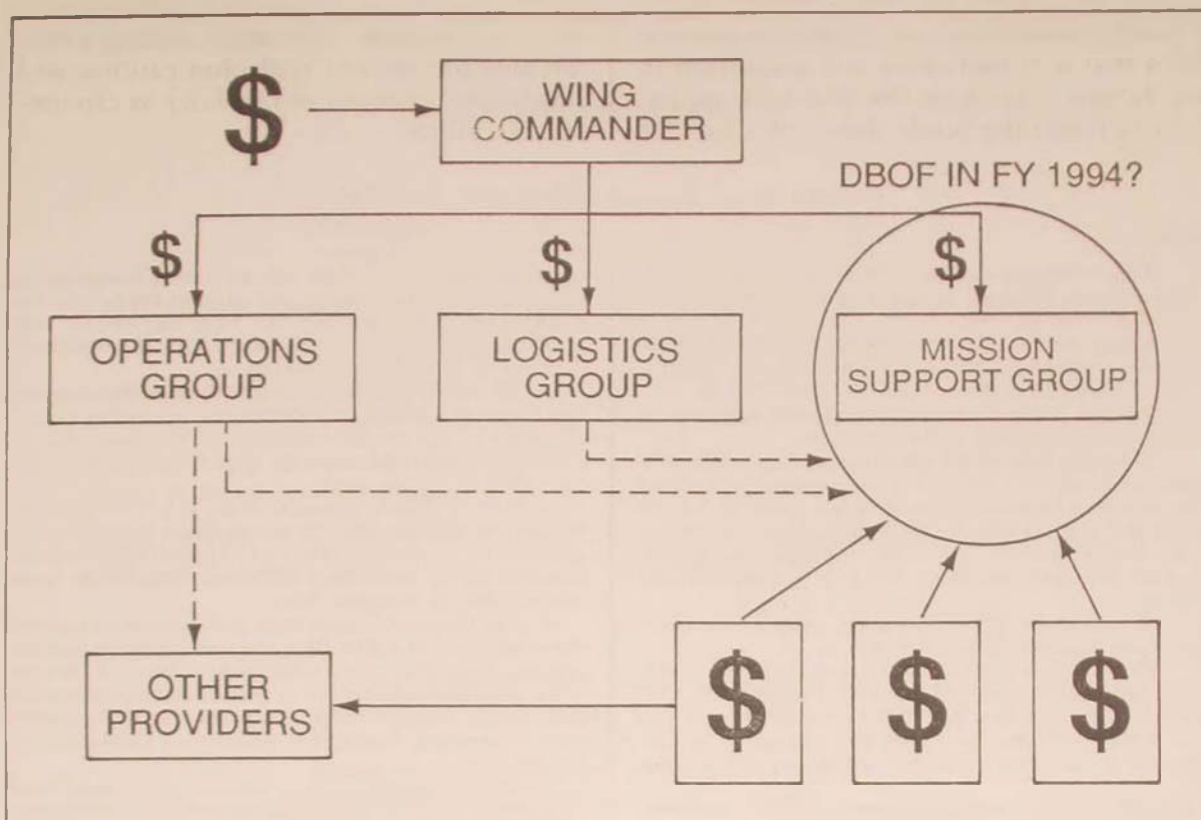 $
WING
COMMANDER
DBOF IN FY 1994?
$
$
$
OPERATIONS
GROUP
LOGISTICS
GROUP
MISSION
SUPPORT GROUP
OTHER
PROVIDERS
$
$
$